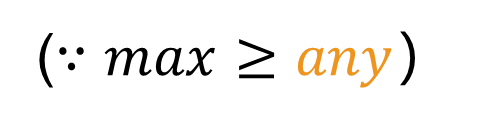 (∵ max ≥ any)